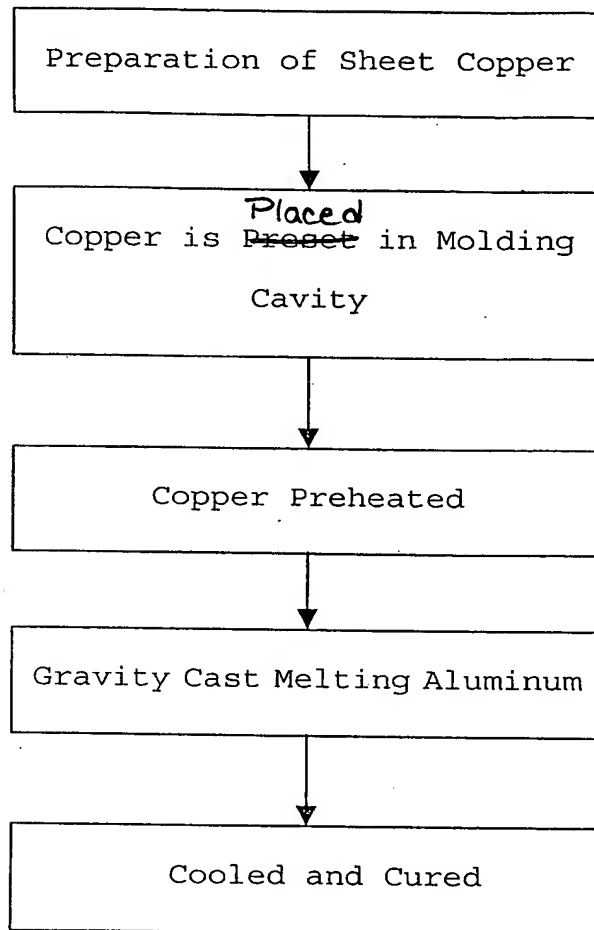 Preparation of Sheet Copper
Placed
Copper is Preset in Molding
Cavity
Copper Preheated
Gravity Cast Melting Aluminum
Cooled and Cured